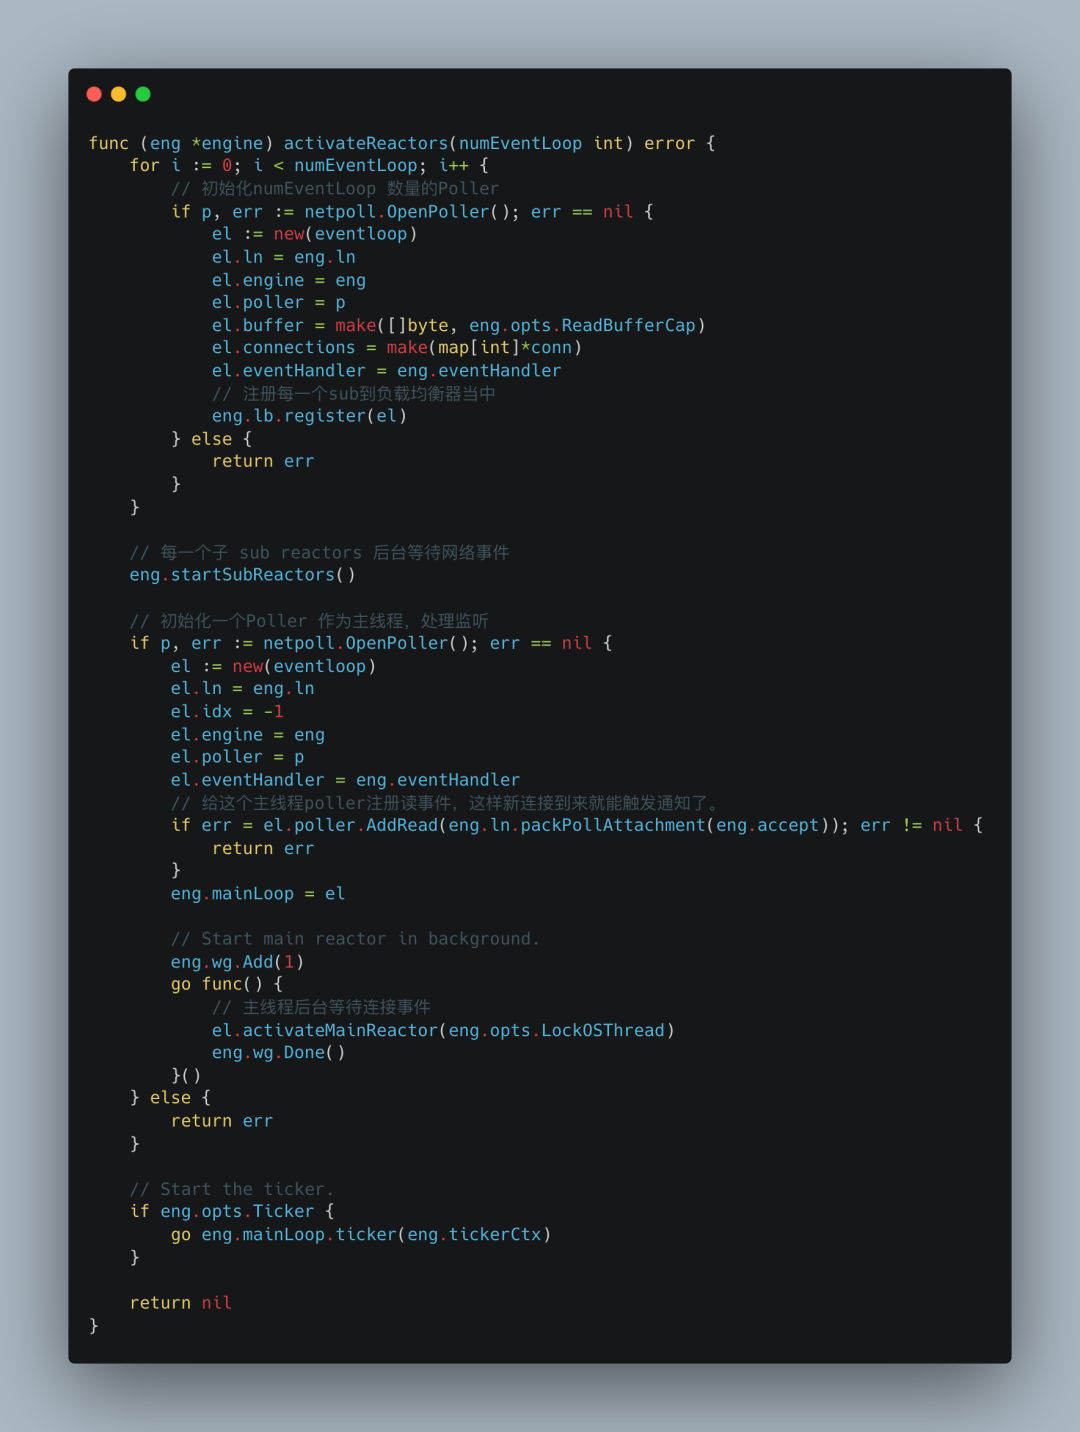 func (eng *engine) activateReactors(numEventLoop int) error {
    for i := 0; i < numEventLoop; i++ {
        // 初始化numEventLoop 数量的Poller
        if p, err := netpoll.OpenPoller(); err == nil {
            el := new(eventloop)
            el.ln = eng.ln
            el.engine = eng
            el.poller = p
            el.buffer = make([]byte, eng.opts.ReadBufferCap)
            el.connections = make(map[int]*conn)
            el.eventHandler = eng.eventHandler
            // 注册每一个sub到负载均衡器当中
            eng.lb.register(el)
        } else {
            return err
        }
    }

    // 每一个子 sub reactors 后台等待网络事件
    eng.startSubReactors()

    // 初始化一个Poller 作为主线程，处理监听
    if p, err := netpoll.OpenPoller(); err == nil {
        el := new(eventloop)
        el.ln = eng.ln
        el.idx = -1
        el.engine = eng
        el.poller = p
        el.eventHandler = eng.eventHandler
        // 给这个主线程poller注册读事件，这样新连接到来就能触发通知了。
        if err = el.poller.AddRead(eng.ln.packPollAttachment(eng.accept)); err != nil {
            return err
        }
        eng.mainLoop = el

        // Start main reactor in background.
        eng.wg.Add(1)
        go func() {
            // 主线程后台等待连接事件
            el.activateMainReactor(eng.opts.LockOSThread)
            eng.wg.Done()
        }()
    } else {
        return err
    }

    // Start the ticker.
    if eng.opts.Ticker {
        go eng.mainLoop.ticker(eng.tickerCtx)
    }

    return nil
}